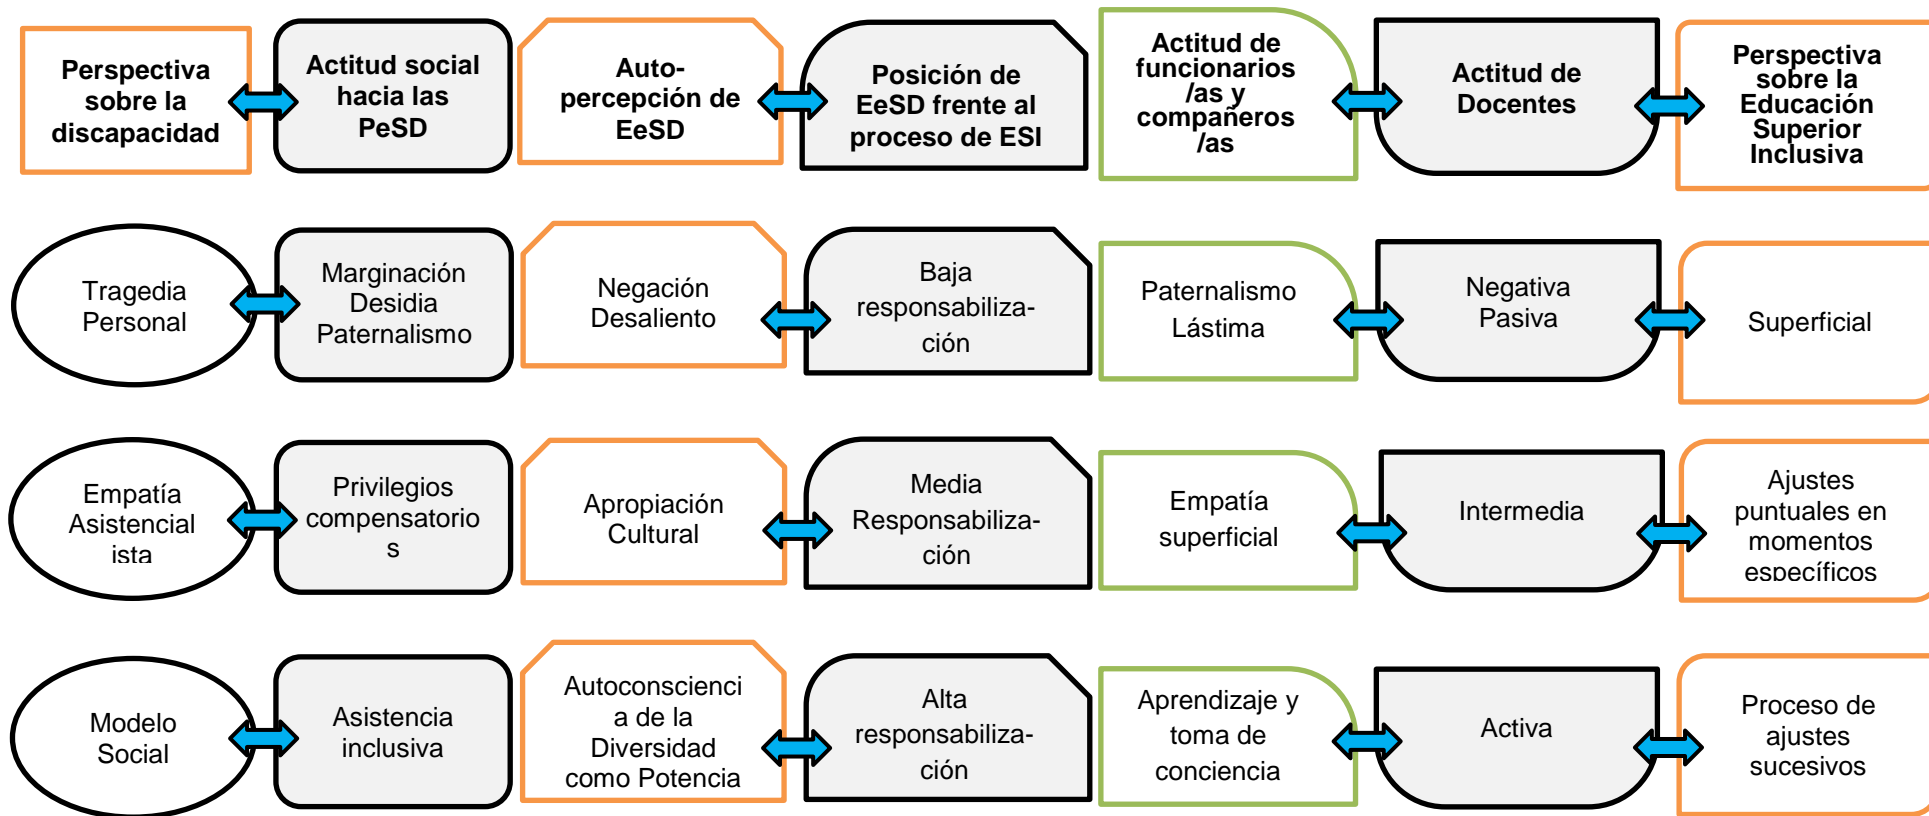 Perspectiva
sobre la
discapacidad
Actitud social
hacia las
PeSD
Auto-
percepción de
EeSD
Posición de
EeSD frente al
proceso de ESI
Actitud de
funcionarios
/as y
compañeros
/as
Actitud de
Docentes
Perspectiva
sobre la
Educación
Superior
Inclusiva
Tragedia
Personal
Marginación
Desidia
Paternalismo
Negación
Desaliento
Baja
responsabiliza-
ción
Paternalismo
Lástima
Negativa
Pasiva
Superficial
Empatía
Asistencial
ista
Privilegios
compensatorio
s
Apropiación
Cultural
Media
Responsabiliza-
ción
Empatía
superficial
Intermedia
Ajustes
puntuales en
momentos
específicos
Modelo
Social
Asistencia
inclusiva
Autoconscienci
a de la
Diversidad
como Potencia
Alta
responsabiliza-
ción
Aprendizaje y
toma de
conciencia
Activa
Proceso de
ajustes
sucesivos